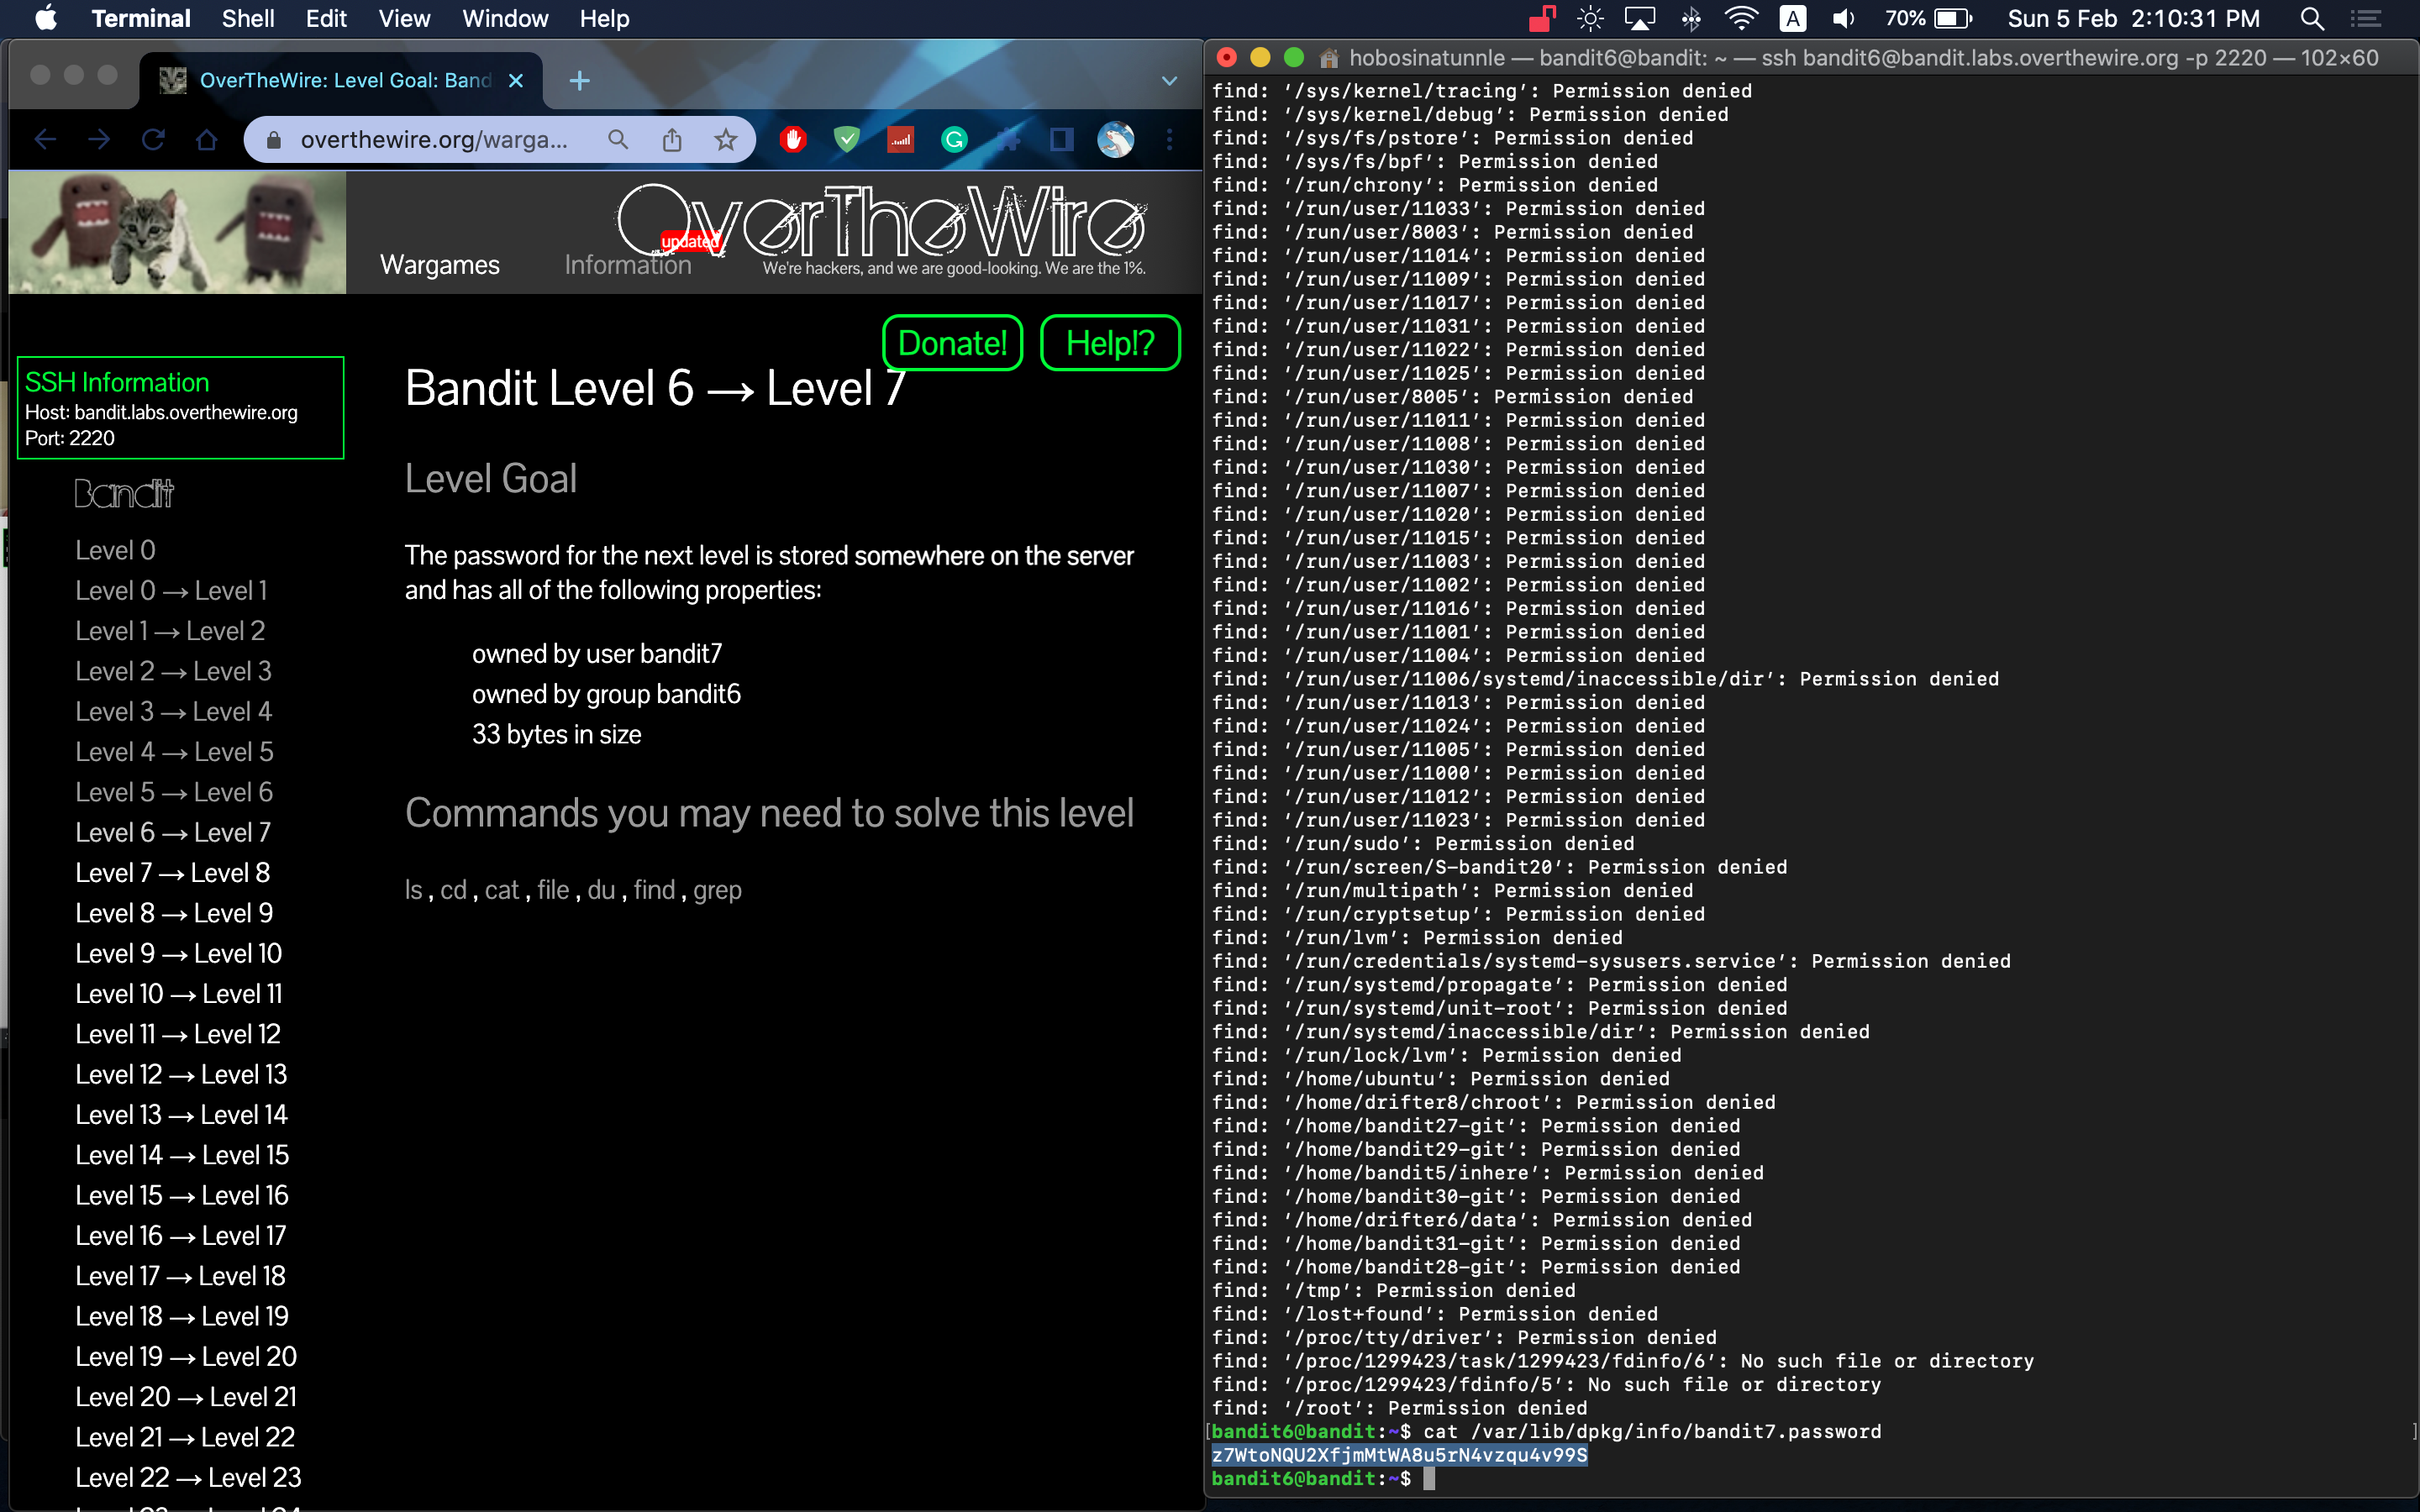 Terminal Shell Edit View Window Help
A 70% Sun 5 Feb 2:10:31 PM
OverTheWire: Level Goal: Band
overthewire.org/warga...
Wargames
Information
updated
OverTheWire
We're hackers, and we are good-looking. We are the 1%.
Donate! Help!?
SSH Information
Host: bandit.labs.overthewire.org
Port: 2220
Bandit
Level 0
Level 0 → Level 1
Level 1 → Level 2
Level 2 → Level 3
Level 3 → Level 4
Level 4 → Level 5
Level 5 → Level 6
Level 6 → Level 7
Level 7 → Level 8
Level 8 → Level 9
Level 9 → Level 10
Level 10 → Level 11
Level 11 → Level 12
Level 12 → Level 13
Level 13 → Level 14
Level 14 → Level 15
Level 15 → Level 16
Level 16 → Level 17
Level 17 → Level 18
Level 18 → Level 19
Level 19 → Level 20
Level 20 → Level 21
Level 21 → Level 22
Level 22 → Level 23
Bandit Level 6 → Level 7
Level Goal
The password for the next level is stored somewhere on the server
and has all of the following properties:
owned by user bandit7
owned by group bandit6
33 bytes in size
Commands you may need to solve this level
ls , cd , cat , file , du , find , grep
hobosinatunnle — bandit6@bandit: ~ — ssh bandit6@bandit.labs.overthewire.org -p 2220 — 102×60
find: ‘/sys/kernel/tracing’: Permission denied
find: ‘/sys/kernel/debug’: Permission denied
find: ‘/sys/fs/pstore’: Permission denied
find: ‘/sys/fs/bpf’: Permission denied
find: ‘/run/chrony’: Permission denied
find: ‘/run/user/11033’: Permission denied
find: ‘/run/user/8003’: Permission denied
find: ‘/run/user/11014’: Permission denied
find: ‘/run/user/11009’: Permission denied
find: ‘/run/user/11017’: Permission denied
find: ‘/run/user/11031’: Permission denied
find: ‘/run/user/11022’: Permission denied
find: ‘/run/user/11025’: Permission denied
find: ‘/run/user/8005’: Permission denied
find: ‘/run/user/11011’: Permission denied
find: ‘/run/user/11008’: Permission denied
find: ‘/run/user/11030’: Permission denied
find: ‘/run/user/11007’: Permission denied
find: ‘/run/user/11020’: Permission denied
find: ‘/run/user/11015’: Permission denied
find: ‘/run/user/11003’: Permission denied
find: ‘/run/user/11002’: Permission denied
find: ‘/run/user/11016’: Permission denied
find: ‘/run/user/11001’: Permission denied
find: ‘/run/user/11004’: Permission denied
find: ‘/run/user/11006/systemd/inaccessible/dir’: Permission denied
find: ‘/run/user/11013’: Permission denied
find: ‘/run/user/11024’: Permission denied
find: ‘/run/user/11005’: Permission denied
find: ‘/run/user/11000’: Permission denied
find: ‘/run/user/11012’: Permission denied
find: ‘/run/user/11023’: Permission denied
find: ‘/run/sudo’: Permission denied
find: ‘/run/screen/S-bandit20’: Permission denied
find: ‘/run/multipath’: Permission denied
find: ‘/run/cryptsetup’: Permission denied
find: ‘/run/lvm’: Permission denied
find: ‘/run/credentials/systemd-sysusers.service’: Permission denied
find: ‘/run/systemd/propagate’: Permission denied
find: ‘/run/systemd/unit-root’: Permission denied
find: ‘/run/systemd/inaccessible/dir’: Permission denied
find: ‘/run/lock/lvm’: Permission denied
find: ‘/home/ubuntu’: Permission denied
find: ‘/home/drifter8/chroot’: Permission denied
find: ‘/home/bandit27-git’: Permission denied
find: ‘/home/bandit29-git’: Permission denied
find: ‘/home/bandit5/inhere’: Permission denied
find: ‘/home/bandit30-git’: Permission denied
find: ‘/home/drifter6/data’: Permission denied
find: ‘/home/bandit31-git’: Permission denied
find: ‘/home/bandit28-git’: Permission denied
find: ‘/tmp’: Permission denied
find: ‘/lost+found’: Permission denied
find: ‘/proc/tty/driver’: Permission denied
find: ‘/proc/1299423/task/1299423/fdinfo/6’: No such file or directory
find: ‘/proc/1299423/fdinfo/5’: No such file or directory
find: ‘/root’: Permission denied
[bandit6@bandit:~$ cat /var/lib/dpkg/info/bandit7.password ]
z7WtoNQU2XfjmMtWA8u5rN4vzqu4v99S
bandit6@bandit:~$